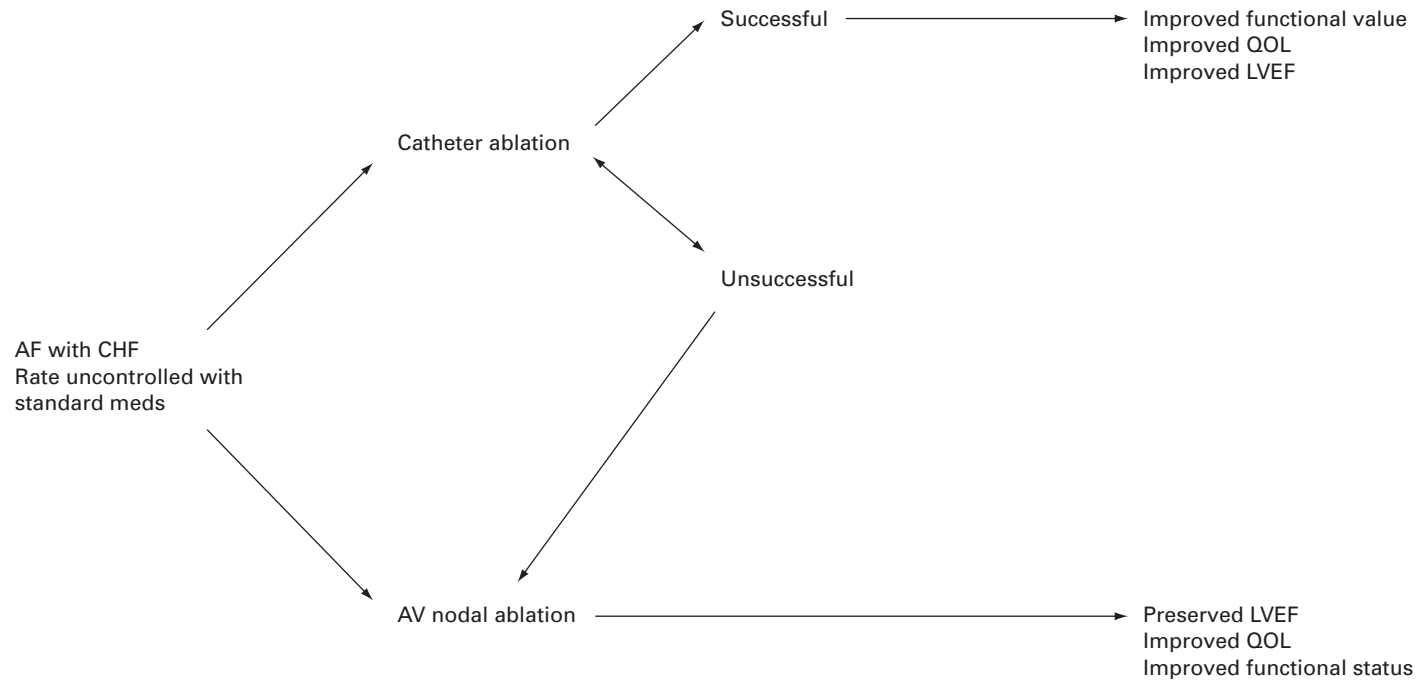 Successful
Improved functional value
Improved QOL
Improved LVEF
Catheter ablation
Unsuccessful
AF with CHF
Rate uncontrolled with
standard meds
AV nodal ablation
Preserved LVEF
Improved QOL
Improved functional status